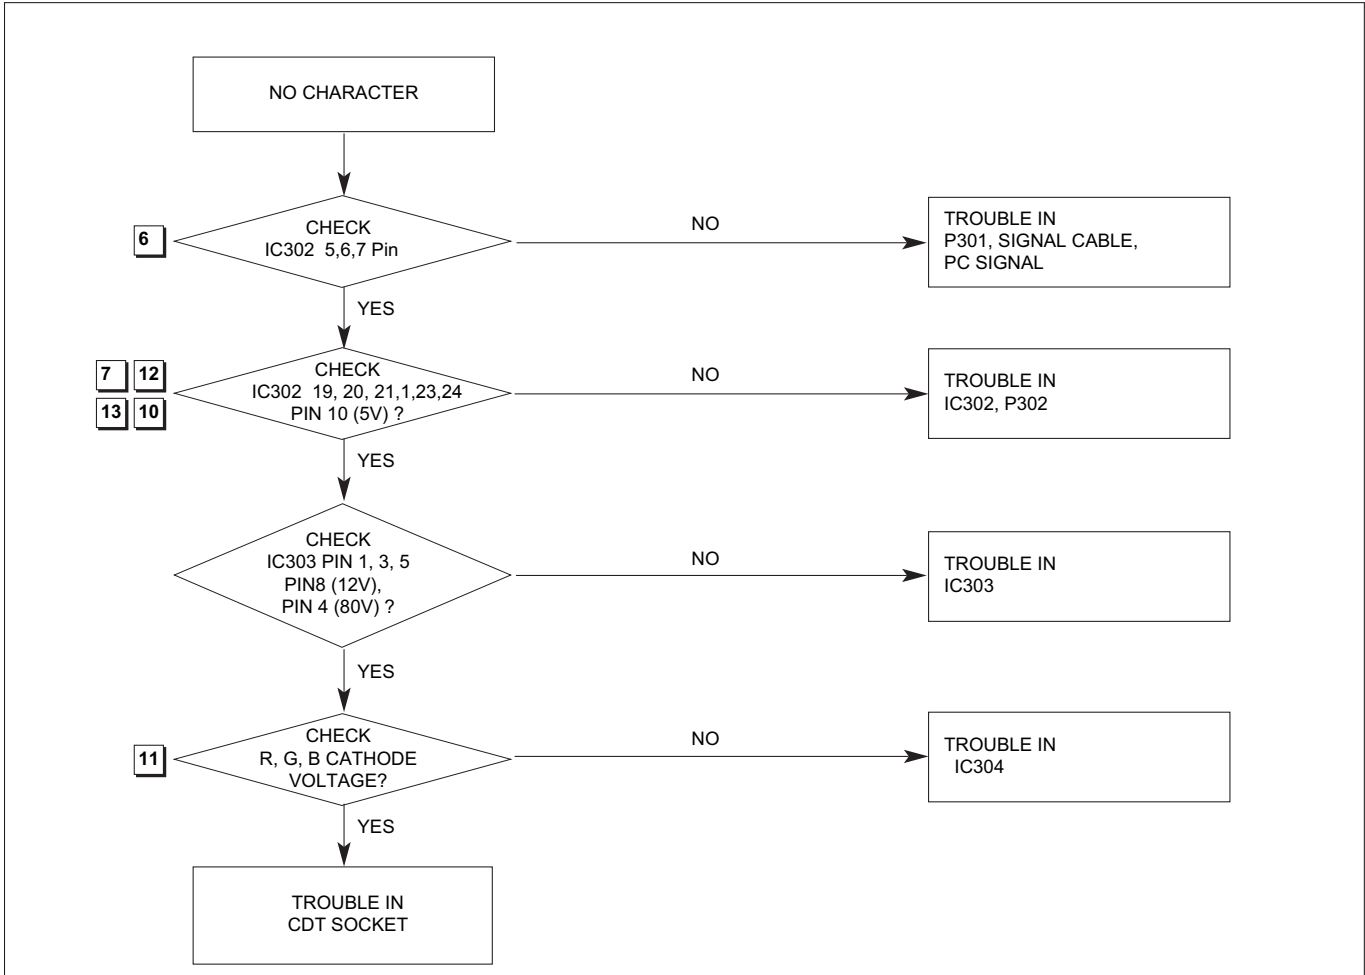 NO CHARACTER
CHECK
IC302 5,6,7 Pin
6
NO
TROUBLE IN
P301, SIGNAL CABLE,
PC SIGNAL
YES
7 12
13 10
CHECK
IC302 19, 20, 21,1,23,24
PIN 10 (5V) ?
NO
TROUBLE IN
IC302, P302
YES
CHECK
IC303 PIN 1, 3, 5
PIN8 (12V),
PIN 4 (80V) ?
NO
TROUBLE IN
IC303
YES
11
CHECK
R, G, B CATHODE
VOLTAGE?
NO
TROUBLE IN
IC304
YES
TROUBLE IN
CDT SOCKET